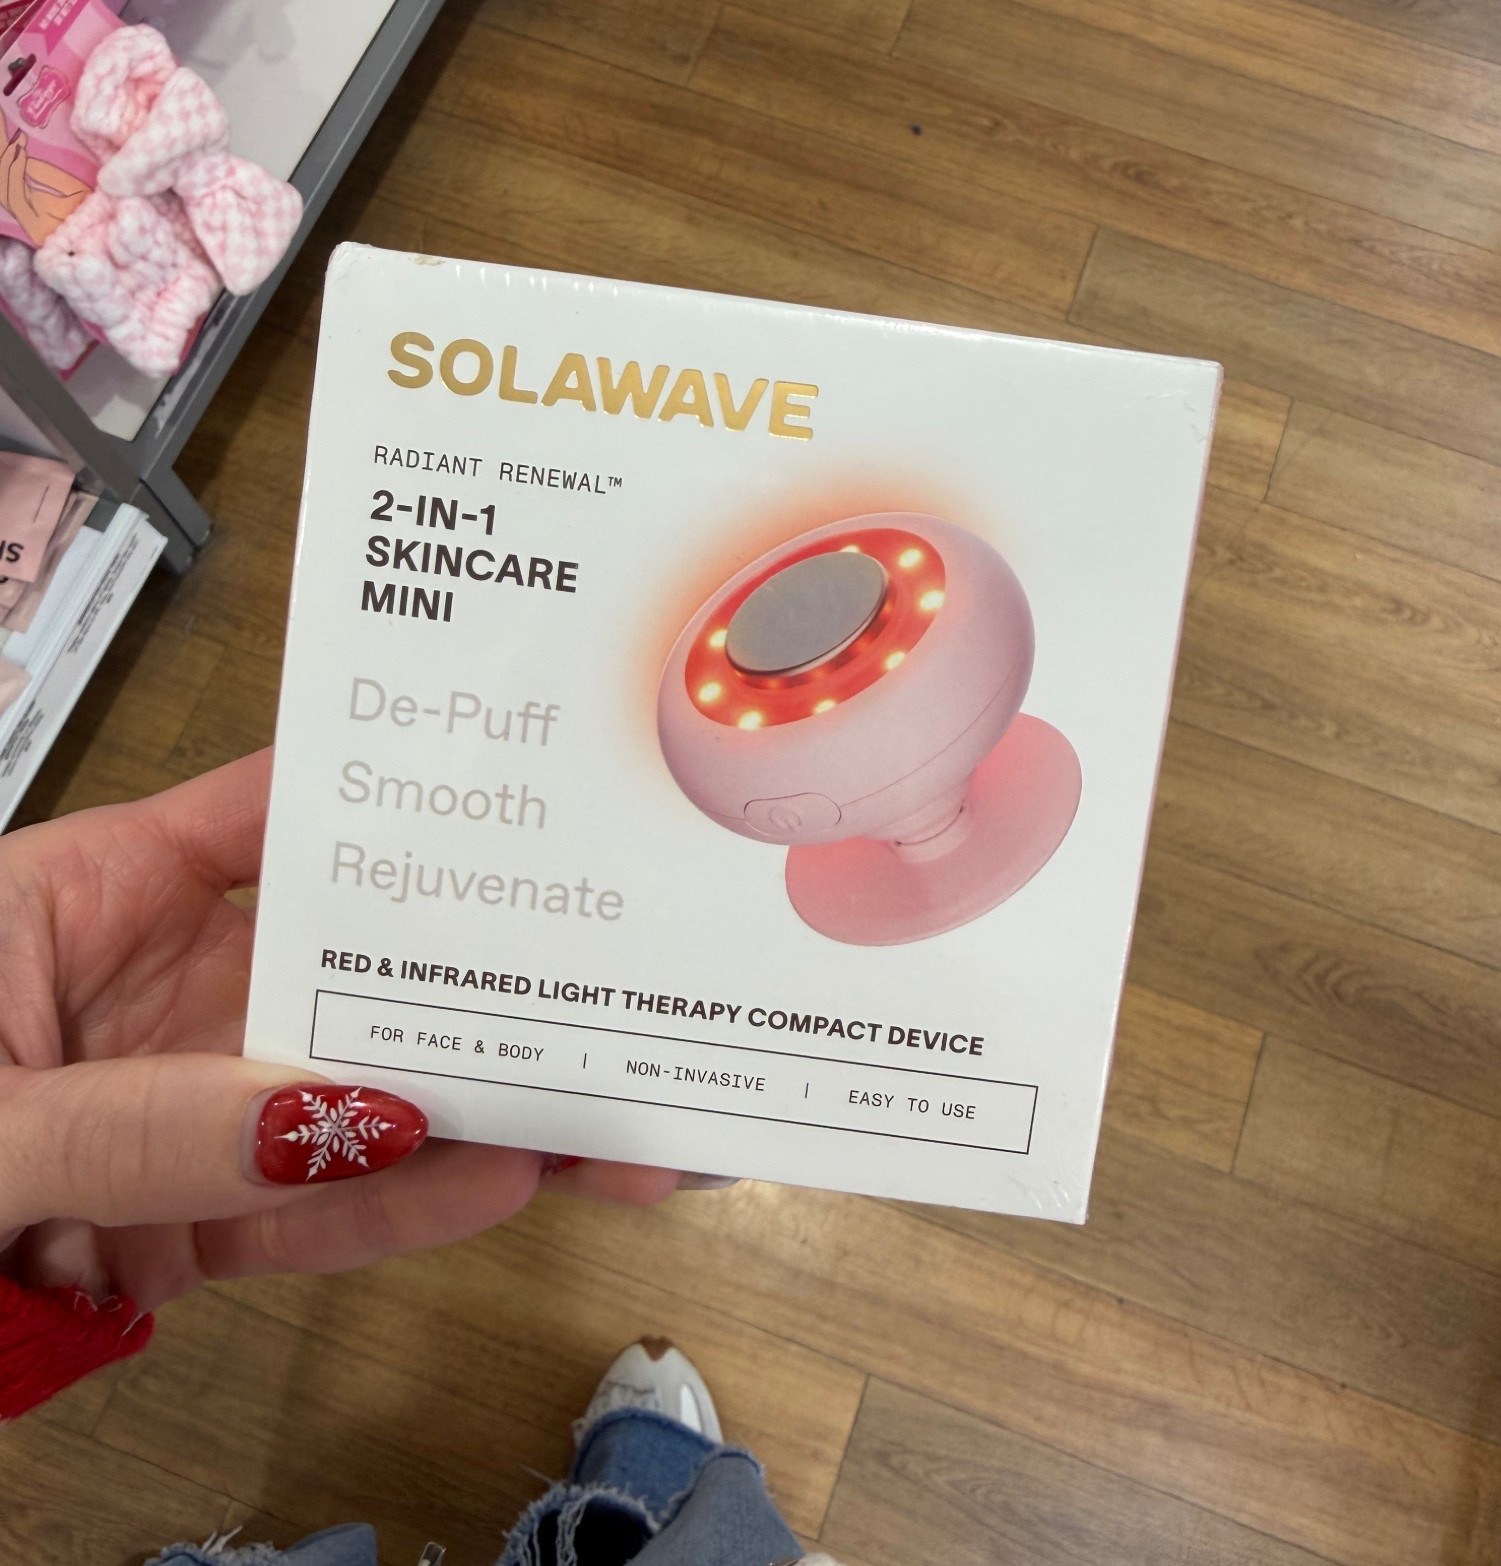 SOLAWAVE
RADIANT RENEWAL™
2-IN-1
SKINCARE
MINI
De-Puff
Smooth
Rejuvenate
RED & INFRARED LIGHT THERAPY COMPACT DEVICE
FOR FACE & BODY | NON-INVASIVE | EASY TO USE